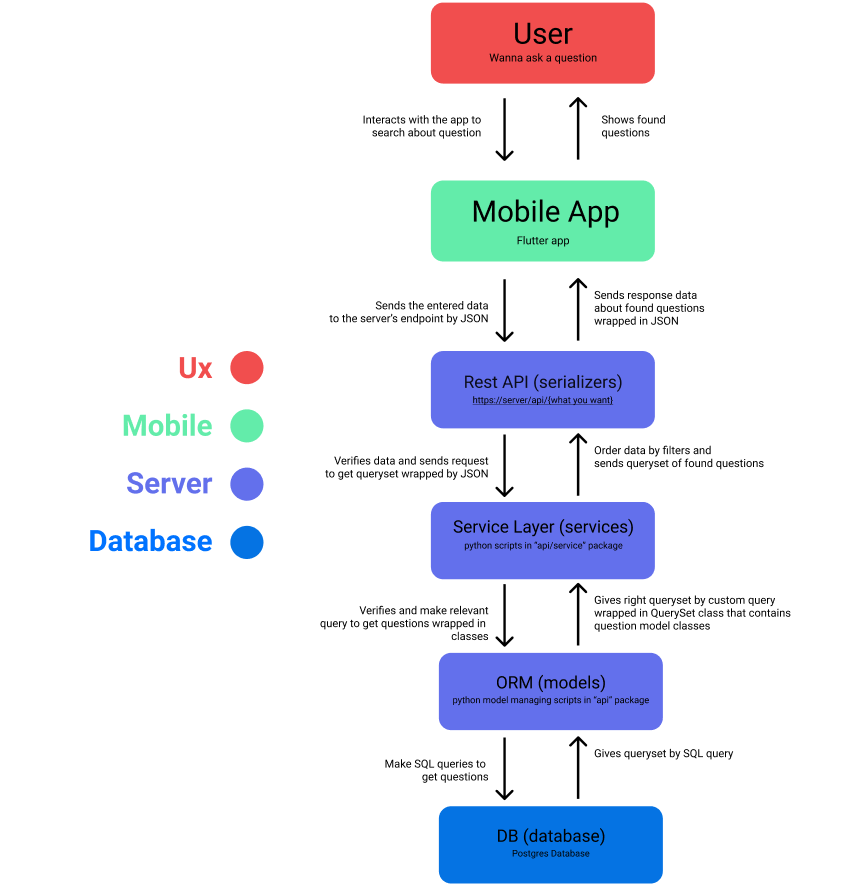 User
Wanna ask a question
Interacts with the app to
search about question
Shows found
questions
Mobile App
Flutter app
Sends the entered data
to the server's endpoint by JSON
Sends response data
about found questions
wrapped in JSON
Ux
Mobile
Server
Database
Rest API (serializers)
https://server/api/{what you want}
Verifies data and sends request
to get queryset wrapped by JSON
Order data by filters and
sends queryset of found questions
Service Layer (services)
python scripts in "api/service" package
Verifies and make relevant
query to get questions wrapped in
classes
Gives right queryset by custom query
wrapped in QuerySet class that contains
question model classes
ORM (models)
python model managing scripts in "api" package
Make SQL queries to
get questions
Gives queryset by SQL query
DB (database)
Postgres Database